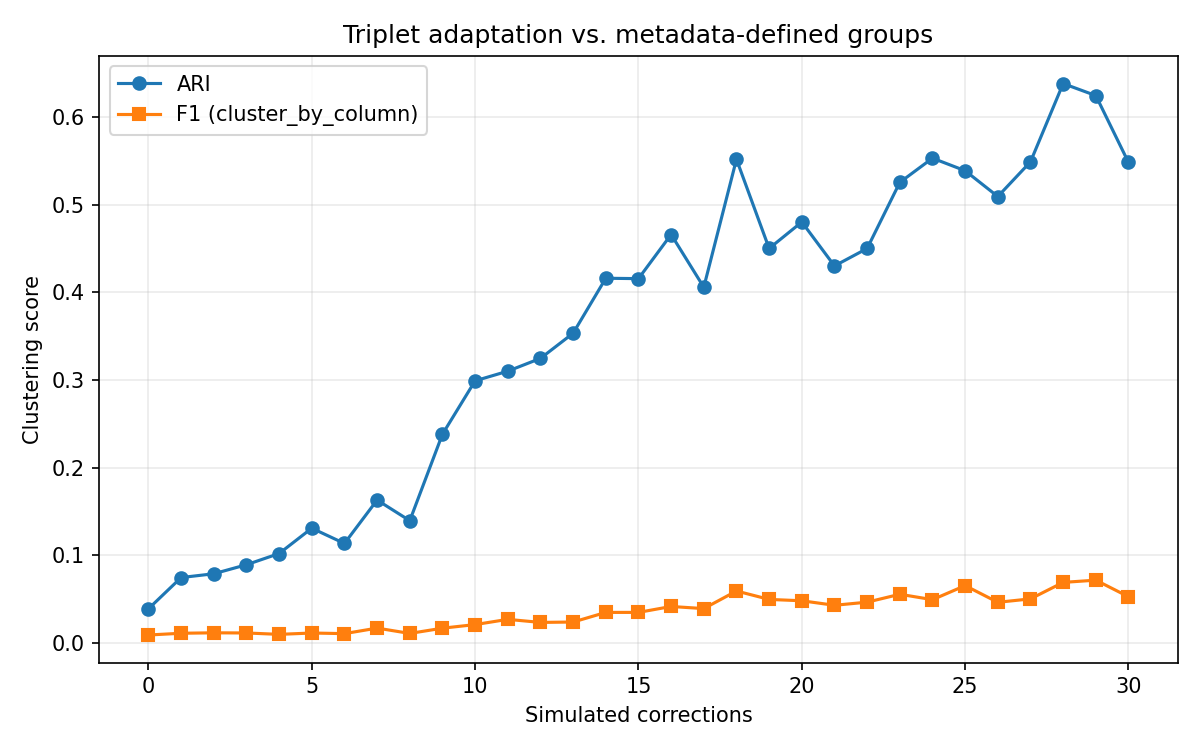 Triplet adaptation vs. metadata-defined groups
ARI
F1 (cluster_by_column)
Clustering score
0.6
0.5
0.4
0.3
0.2
0.1
0.0
0 5 10 15 20 25 30
Simulated corrections